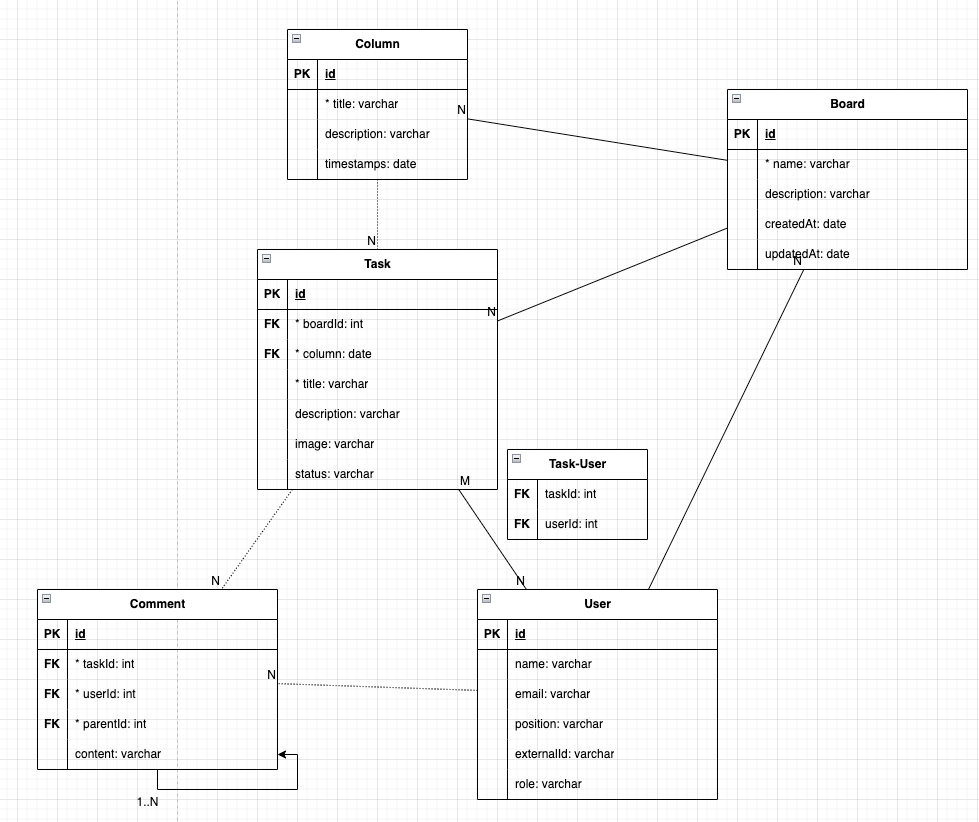 Column
PK id
* title: varchar
N
description: varchar
timestamps: date
Board
PK id
* name: varchar
description: varchar
createdAt: date
updatedAt: date
N
N
Task
PK id
N
FK * boardId: int
FK * column: date
* title: varchar
description: varchar
image: varchar
status: varchar
M
Task-User
FK taskId: int
FK userId: int
N
N
Comment
PK id
FK * taskId: int
N
FK * userId: int
FK * parentId: int
content: varchar
1..N
User
PK id
name: varchar
email: varchar
position: varchar
externalId: varchar
role: varchar